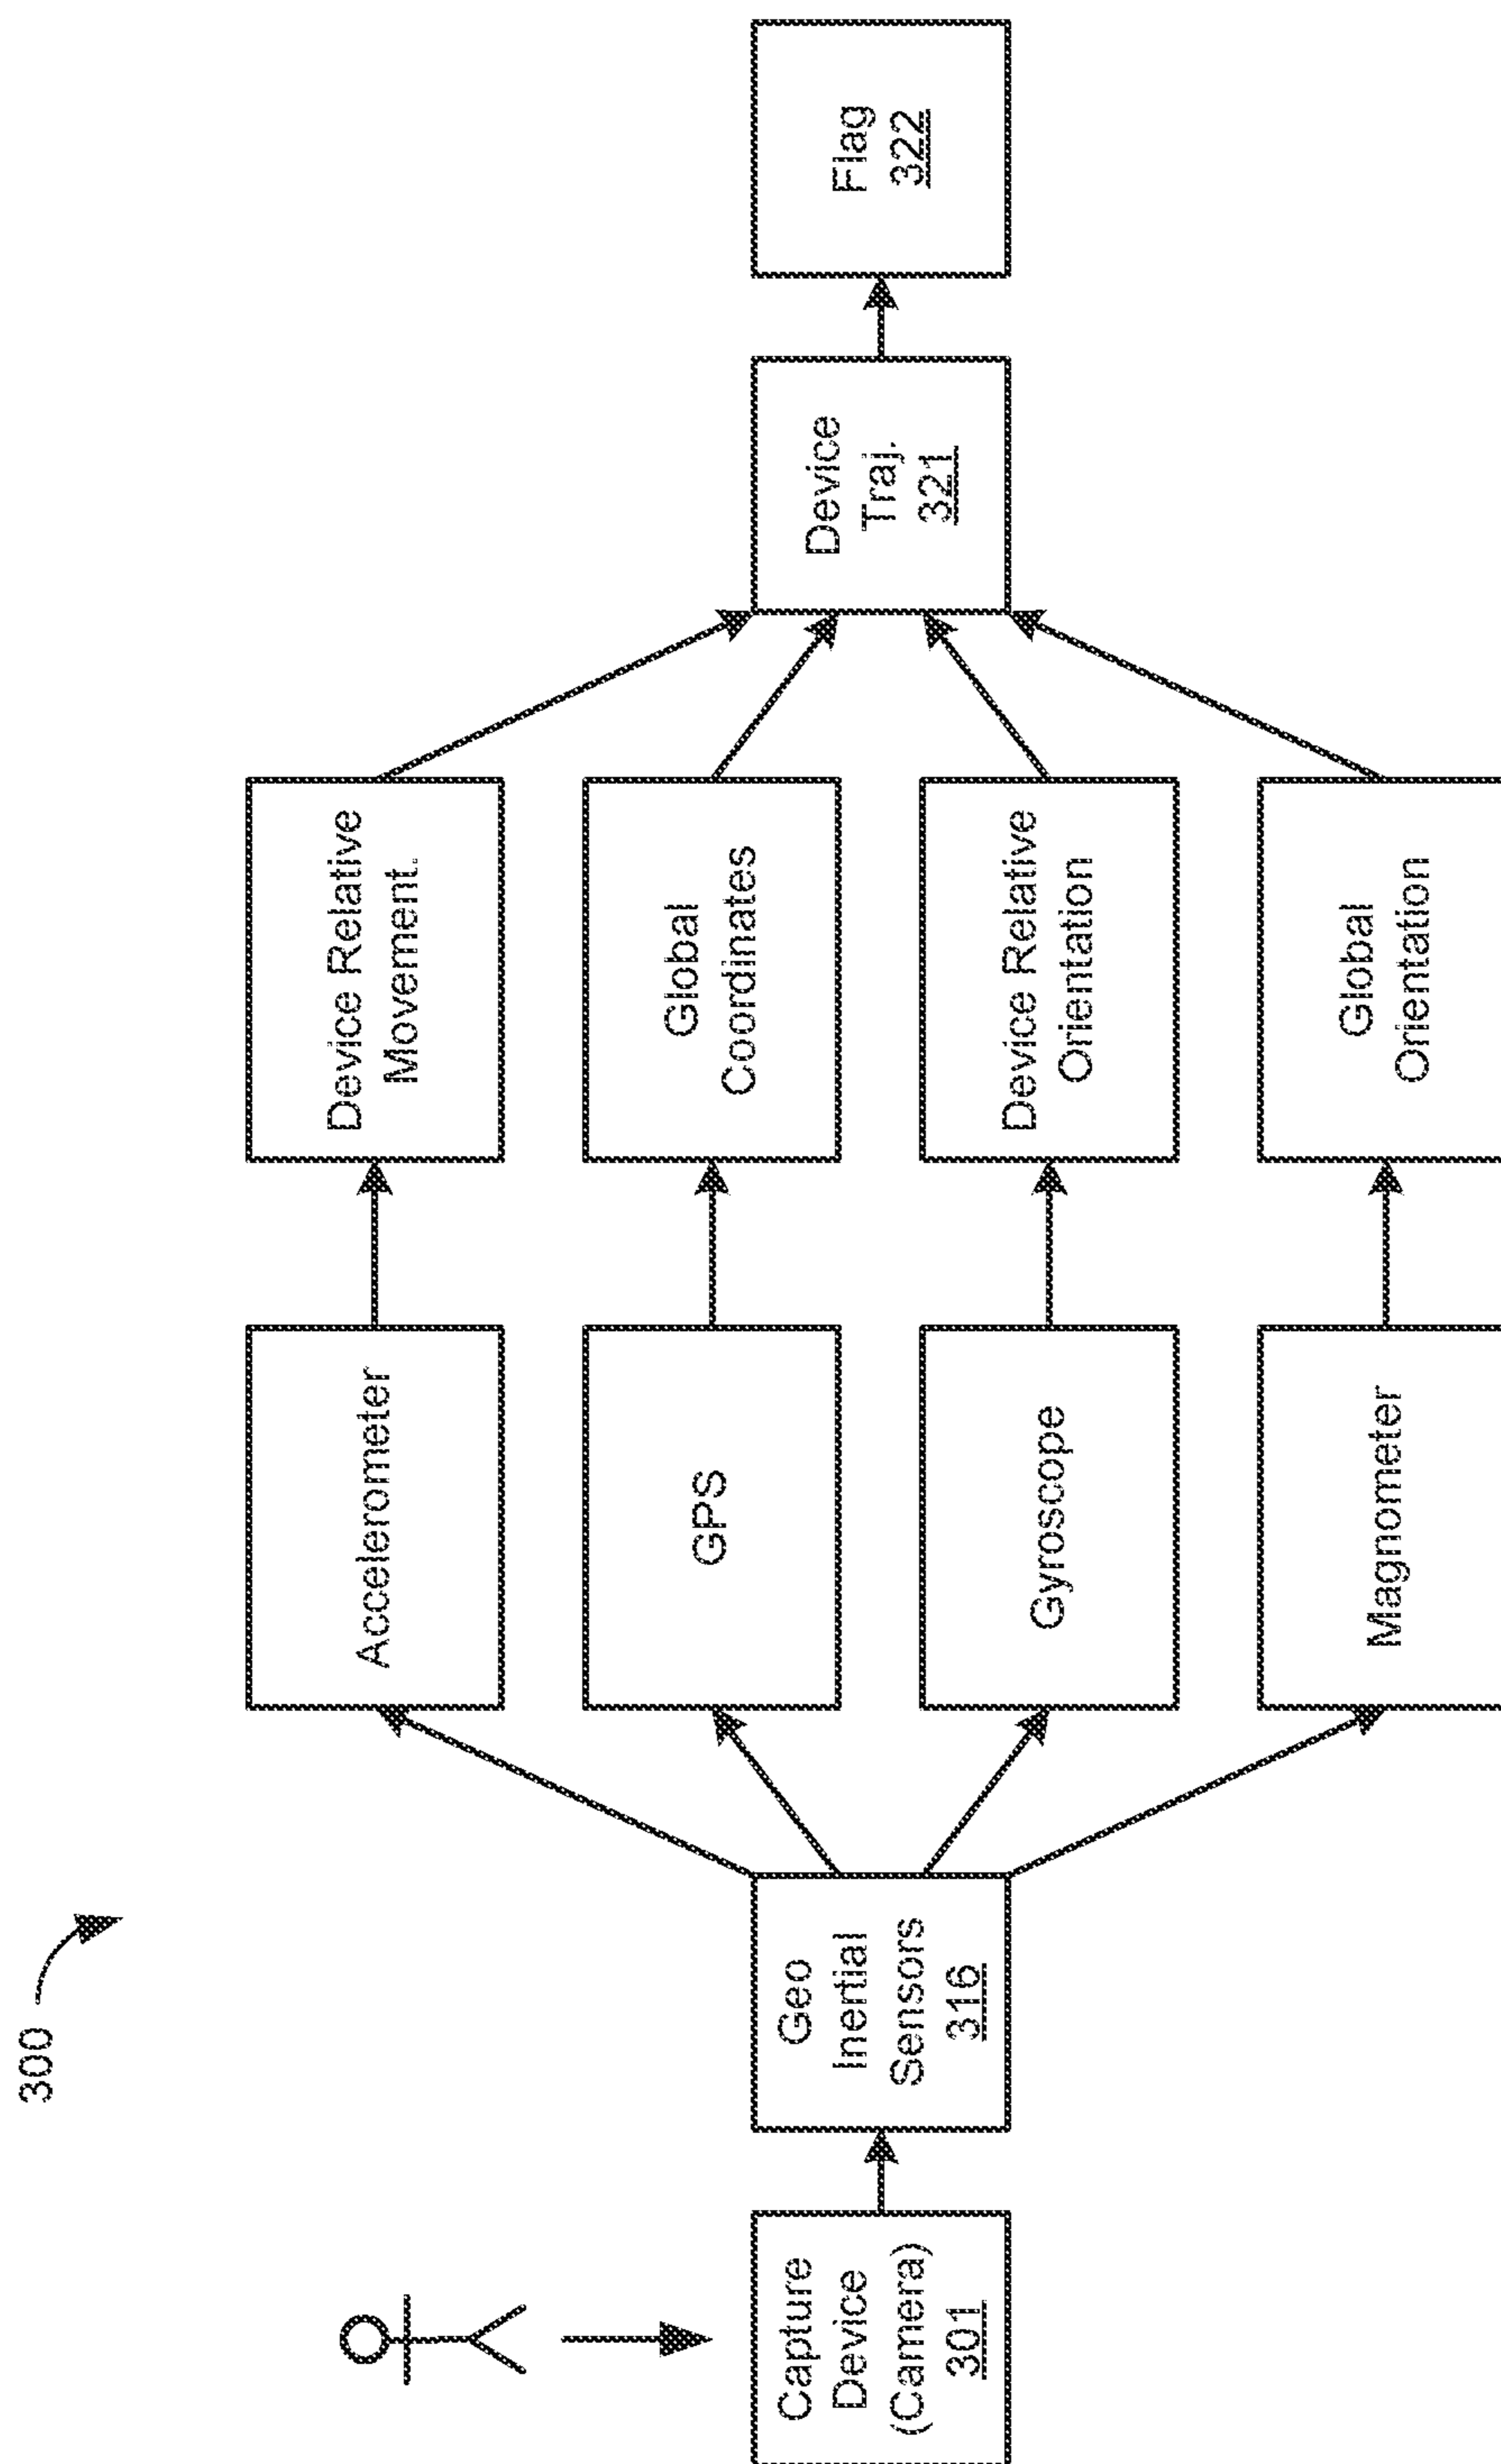 300
Capture
Device
(Camera)
301
Geo
Inertial
Sensors
316
Accelerometer
GPS
Gyroscope
Magnometer
Device Relative
Movement.
Global
Coordinates
Device Relative
Orientation
Global
Orientation
Device
Traj.
321
Flag
322